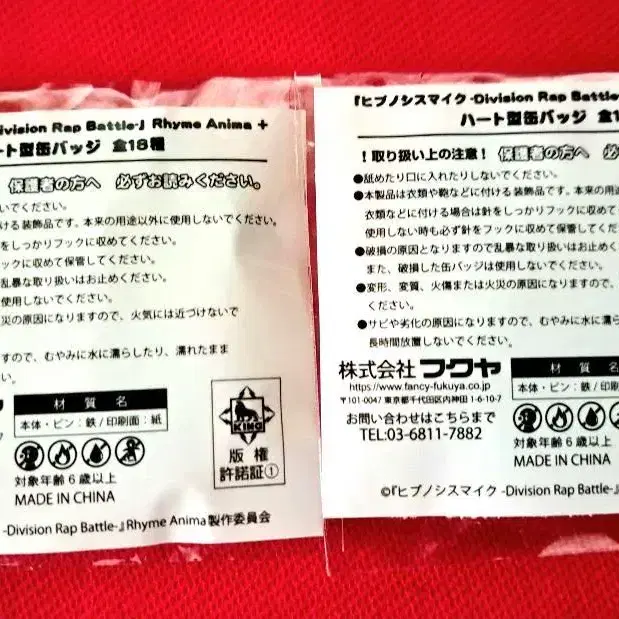 ivision Rap Battle-』 Rhyme Anima +
ート型缶バッジ 全18種
保護者の方へ 必ずお読みください。
いでください。
ける装飾品です。本来の用途以外に使用しないでください。
をしっかりフックに収めてください。
ックに収めて保管してください。
乱暴な取り扱いはお止めください。
使用しないでください。
災の原因になりますので、火気には近づけないで
すので、むやみに水に濡らしたり、濡れたまま
い。
材質名
本体・ピン:鉄/印刷面:紙
対象年齢6歳以上
MADE IN CHINA
KING
版権
許諾証①
-Division Rap Battle-』Rhyme Anima製作委員会
『ヒプノシスマイク-Division Rap Battle
ハート型缶バッジ 全1
!取り扱い上の注意! 保護者の方へ 必
●舐めたり口に入れたりしないでください。
●本製品は衣類や鞄などに付ける装飾品です。本来の用途
衣類などに付ける場合は針をしっかりフックに収めて
使用しない時も必ず針をフックに収めて保管してくだ
●破損の原因となりますので乱暴な取り扱いはお止めく
また、破損した缶バッジは使用しないでください。
●変形、変質、火傷または火災の原因になりますので、
ください。
●サビや劣化の原因になりますので、むやみに水に濡ら
長時間放置しないでください。
株式会社フクヤ
https://www.fancy-fukuya.co.jp
〒101-0047 東京都千代田区内神田1-6-10-7
お問い合わせはこちらまで
TEL:03-6811-7882
材質
本体・ピン:鉄/
対象年齢6歳以上
MADE IN CHINA
©『ヒプノシスマイク-Division Rap Battle-』